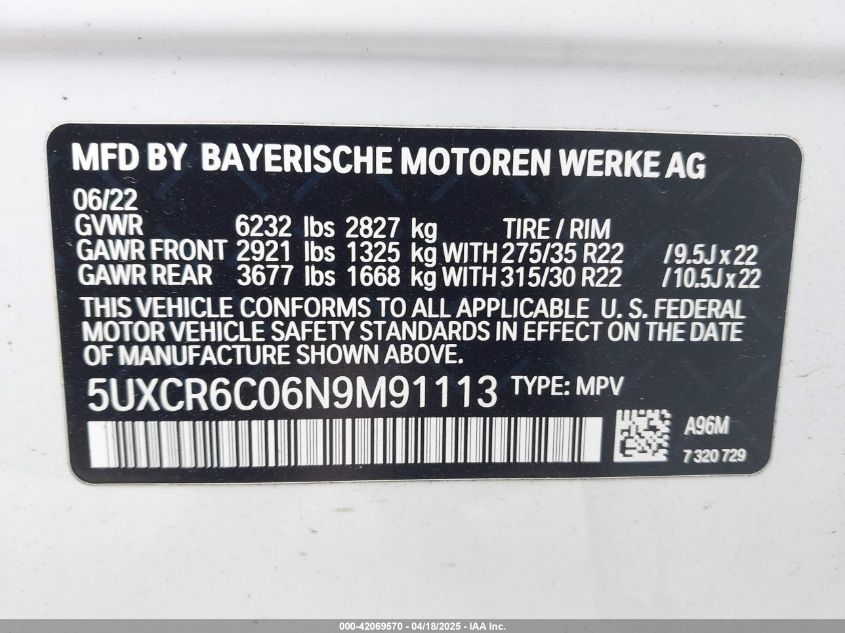 MFD BY BAYERISCHE MOTOREN WERKE AG
06/22
GVWR 6232 lbs 2827 kg TIRE / RIM
GAWR FRONT 2921 lbs 1325 kg WITH 275/35 R22 / 9.5J x 22
GAWR REAR 3677 lbs 1668 kg WITH 315/30 R22 / 10.5J x 22
THIS VEHICLE CONFORMS TO ALL APPLICABLE U. S. FEDERAL
MOTOR VEHICLE SAFETY STANDARDS IN EFFECT ON THE DATE
OF MANUFACTURE SHOWN ABOVE.
5UXCR6C06N9M91113 TYPE: MPV
A96M
7 320 729
000-42069570 - 04/18/2025 - IAA Inc.